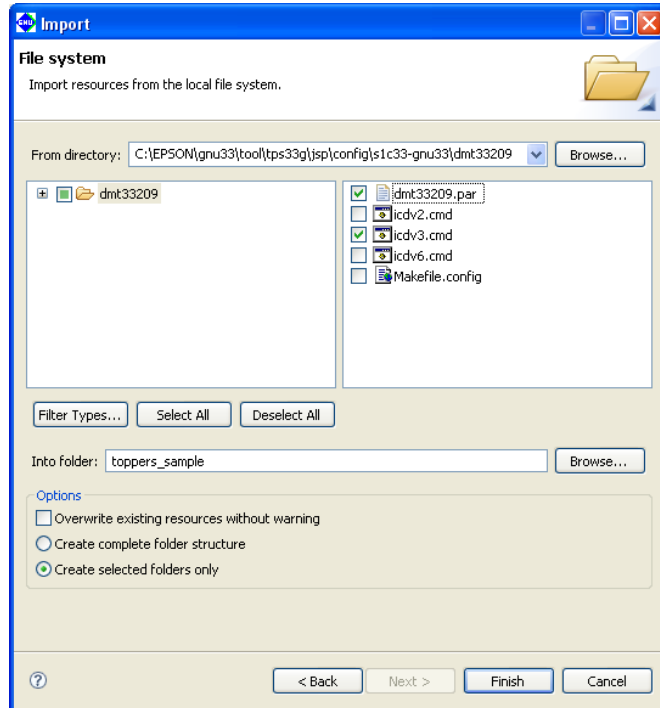 GNU Import
File system
Import resources from the local file system.
From directory: C:\EPSON\gnu33\tool\tps33g\jsp\config\s1c33-gnu33\dmt33209 Browse...
dmt33209
dmt33209.par
icdv2.cmd
icdv3.cmd
icdv6.cmd
Makefile.config
Filter Types... Select All Deselect All
Into folder: toppers_sample Browse...
Options
Overwrite existing resources without warning
Create complete folder structure
Create selected folders only
? < Back Next > Finish Cancel